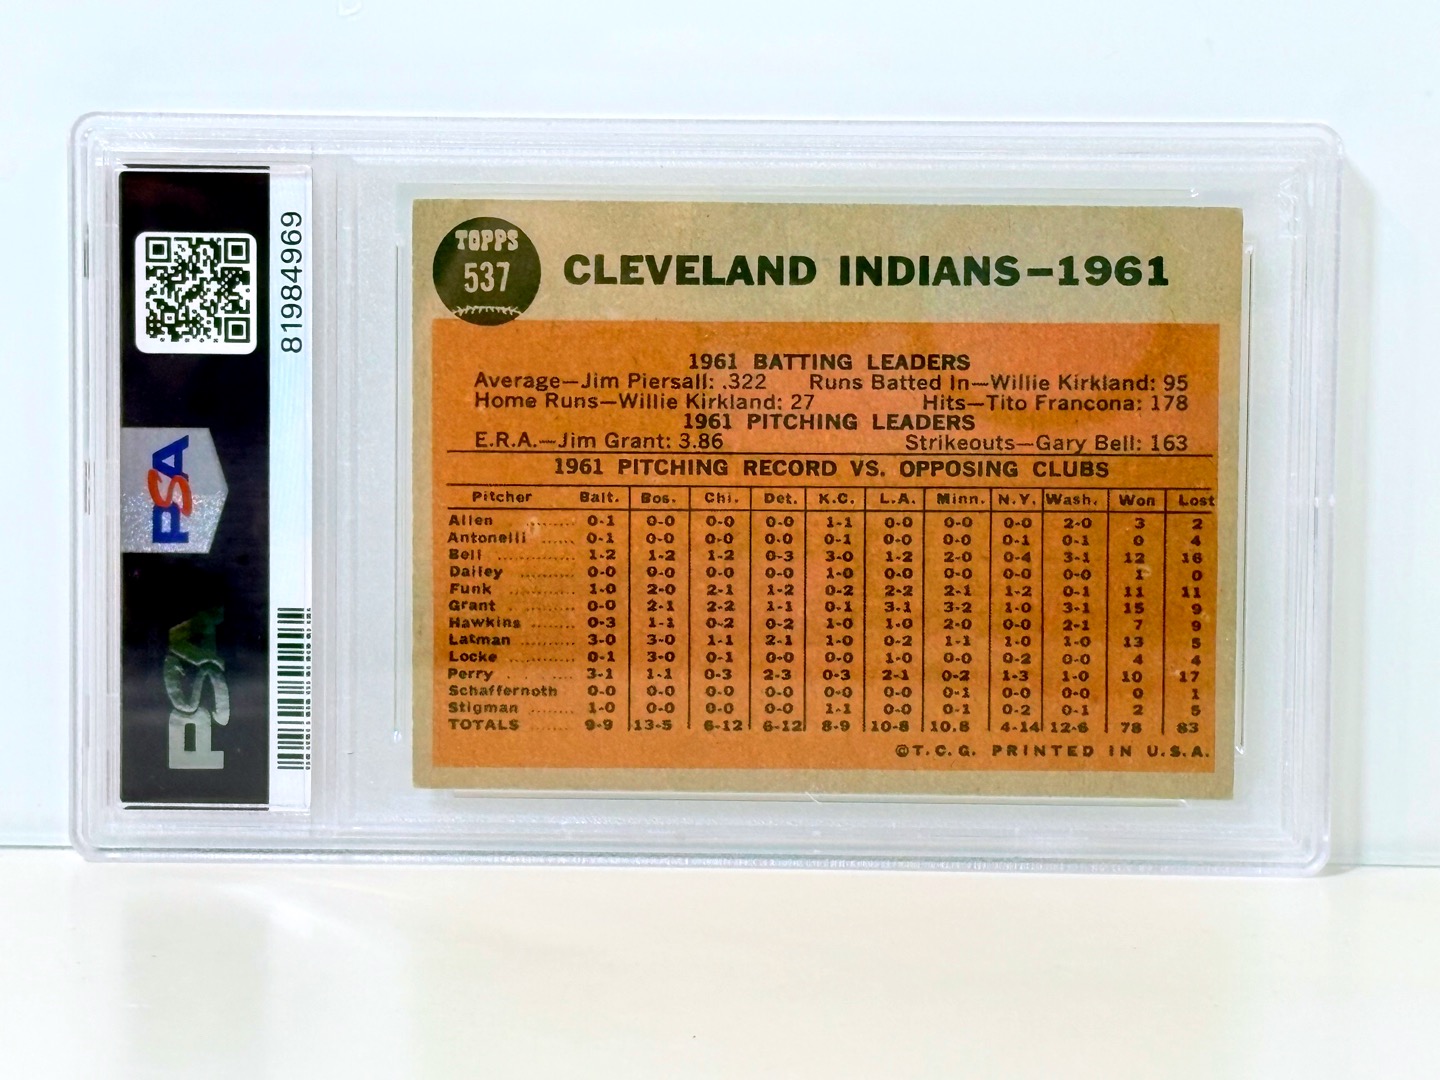 81984969
PSA
PSA
TOPPS
537
CLEVELAND INDIANS—1961
1961 BATTING LEADERS
Average—Jim Piersall: .322 Runs Batted In—Willie Kirkland: 95
Home Runs—Willie Kirkland: 27 Hits—Tito Francona: 178
1961 PITCHING LEADERS
E.R.A.—Jim Grant: 3.86 Strikeouts—Gary Bell: 163
1961 PITCHING RECORD VS. OPPOSING CLUBS
Pitcher Balt. Bos. Chi. Det. K.C. L.A. Minn. N.Y. Wash. Won Lost
Allen .......... 0-1 0-0 0-0 0-0 1-1 0-0 0-0 0-0 2-0 3 2
Antonelli ...... 0-1 0-0 0-0 0-0 0-1 0-0 0-0 0-1 0-1 0 4
Bell ............ 1-2 1-2 1-2 0-3 3-0 1-2 2-0 0-4 3-1 12 16
Dailey .......... 0-0 0-0 0-0 0-0 1-0 0-0 0-0 0-0 0-0 1 0
Funk ............ 1-0 2-0 2-1 1-2 0-2 2-2 2-1 1-2 0-1 11 11
Grant ........... 0-0 2-1 2-2 1-1 0-1 3-1 3-2 1-0 3-1 15 9
Hawkins ......... 0-3 1-1 0-2 0-2 1-0 1-0 2-0 0-0 2-1 7 9
Latman .......... 3-0 3-0 1-1 2-1 1-0 0-2 1-1 1-0 1-0 13 5
Locke ........... 0-1 3-0 0-1 0-0 0-0 1-0 0-0 0-2 0-0 4 4
Perry ........... 3-1 1-1 0-3 2-3 0-3 2-1 0-2 1-3 1-0 10 17
Schaffernoth 0-0 0-0 0-0 0-0 0-0 0-0 0-1 0-0 0-0 0 1
Stigman ........ 1-0 0-0 0-0 0-0 1-1 0-0 0-1 0-2 0-1 2 5
TOTALS ........ 9-9 13-5 6-12 6-12 8-9 10-8 10.8 4-14 12-6 78 83
©T.C.G. PRINTED IN U.S.A.